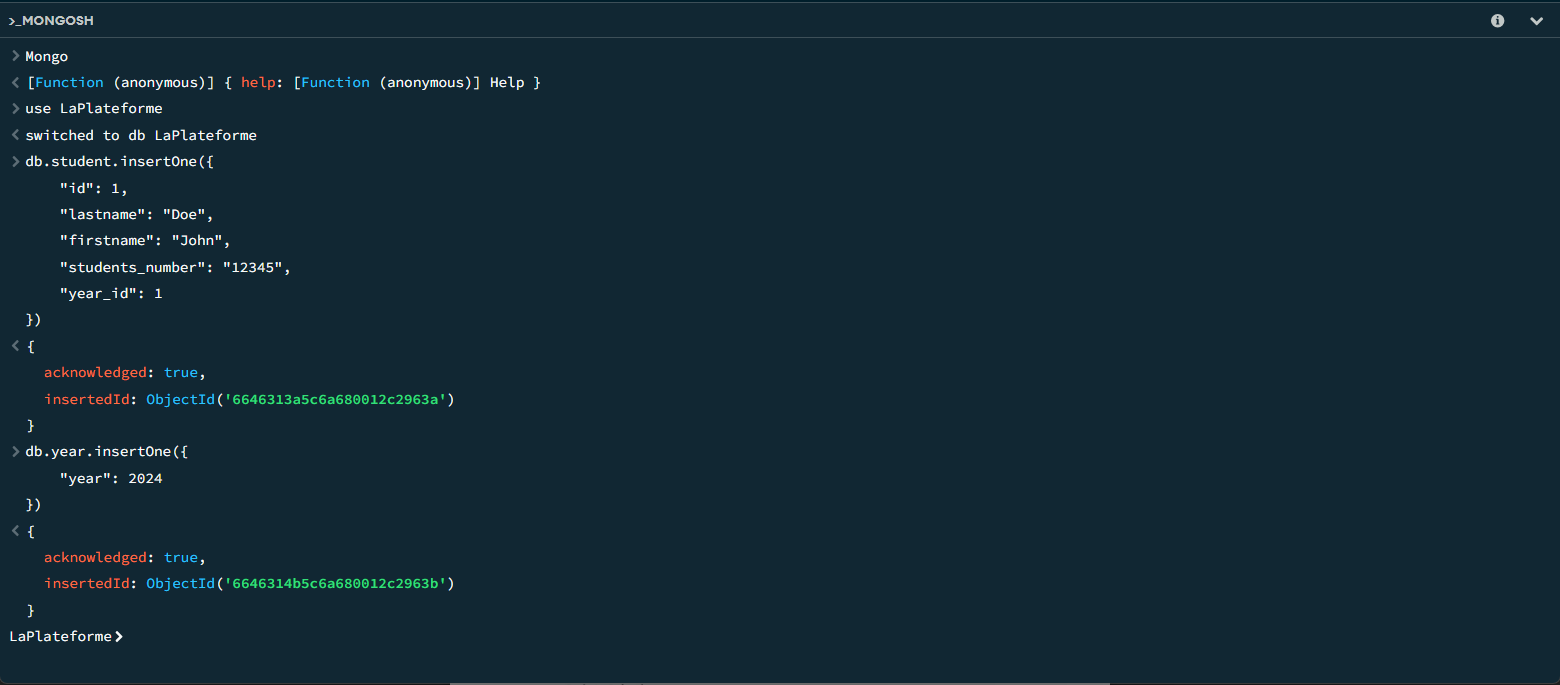 >_MONGOSH
> Mongo
< [Function (anonymous)] { help: [Function (anonymous)] Help }
> use LaPlateforme
< switched to db LaPlateforme
> db.student.insertOne({
"id": 1,
"lastname": "Doe",
"firstname": "John",
"students_number": "12345",
"year_id": 1
})
< {
acknowledged: true,
insertedId: ObjectId('6646313a5c6a680012c2963a')
}
> db.year.insertOne({
"year": 2024
})
< {
acknowledged: true,
insertedId: ObjectId('6646314b5c6a680012c2963b')
}
LaPlateforme>